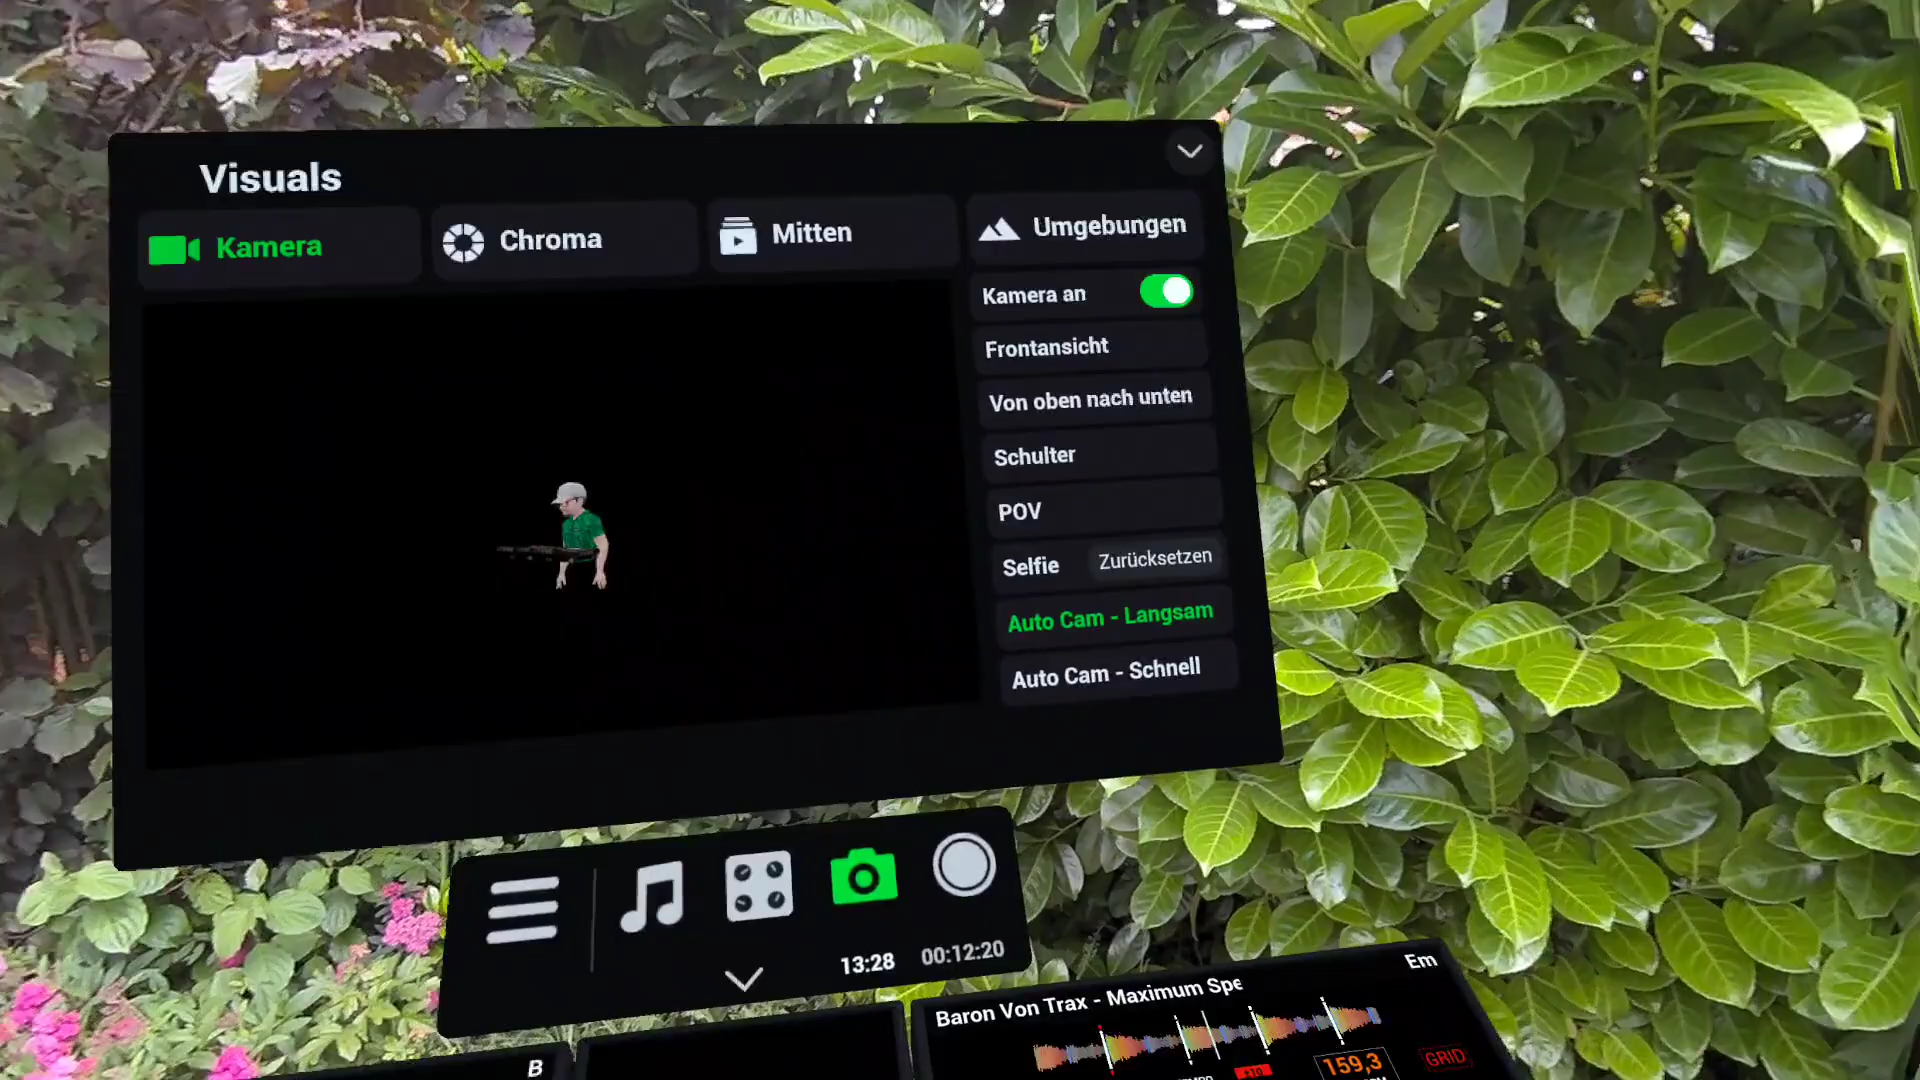 Visuals
Kamera
Chroma
Mitten
Umgebungen
Kamera an
Frontansicht
Von oben nach unten
Schulter
POV
Selfie Zurücksetzen
Auto Cam - Langsam
Auto Cam - Schnell
13:28 00:12:20
Baron Von Trax - Maximum Spe
Em
B
159,3
GRID